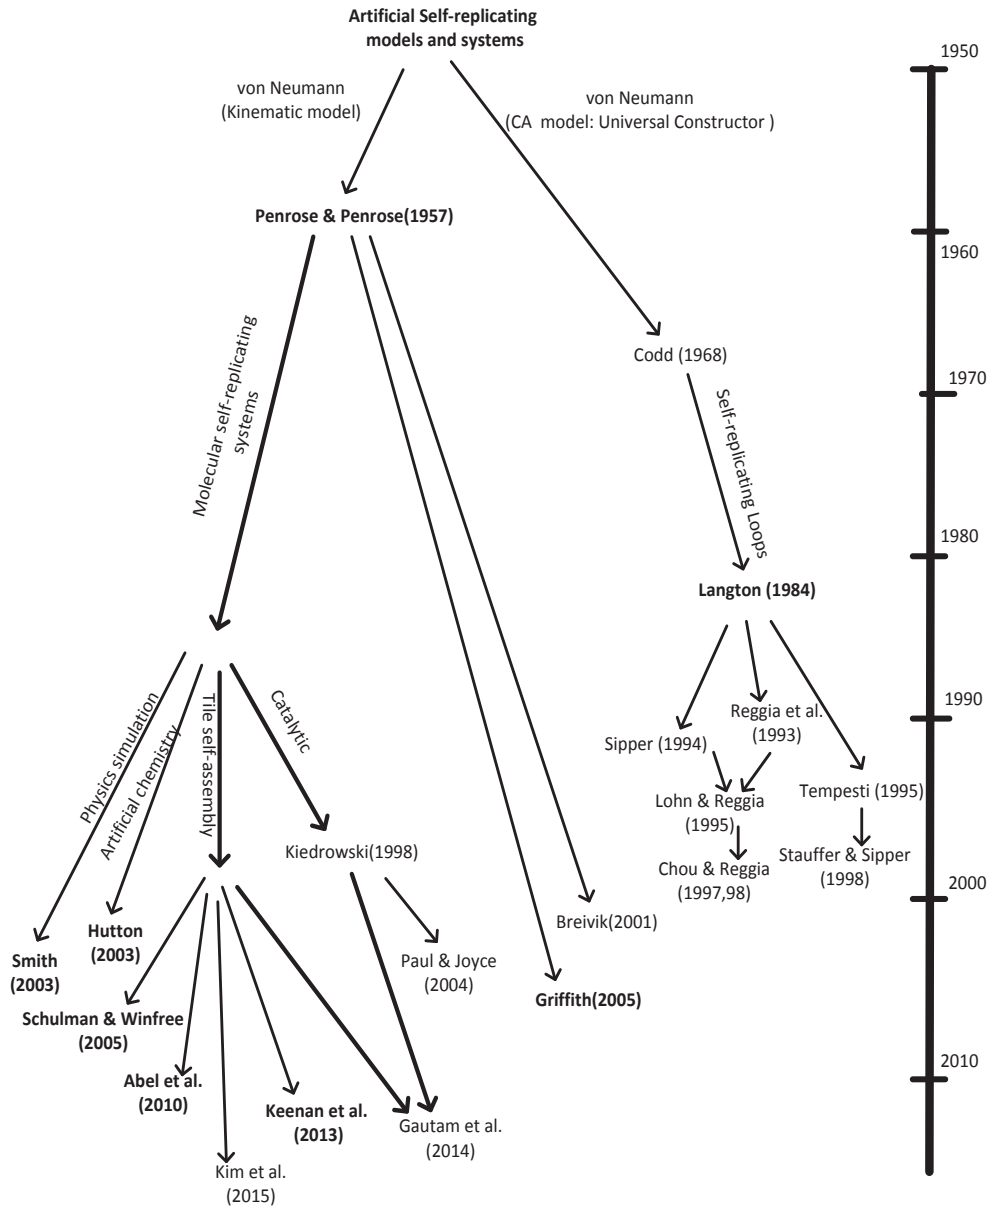 Artificial Self-replicating
models and systems
1950
von Neumann
(Kinematic model)
von Neumann
(CA  model: Universal Constructor )
Penrose & Penrose(1957)
1960
Codd (1968)
1970
Molecular self-replicating
systems
Self-replicating Loops
1980
Langton (1984)
1990
Physics simulation
Artificial chemistry
Tile self-assembly
Catalytic
Reggia et al.
(1993)
Sipper (1994)
Lohn & Reggia
(1995)
Tempesti (1995)
Chou & Reggia
(1997,98)
Stauffer & Sipper
(1998)
Kiedrowski(1998)
2000
Breivik(2001)
Hutton
(2003)
Smith
(2003)
Paul & Joyce
(2004)
Griffith(2005)
Schulman & Winfree
(2005)
2010
Abel et al.
(2010)
Keenan et al.
(2013)
Gautam et al.
(2014)
Kim et al.
(2015)